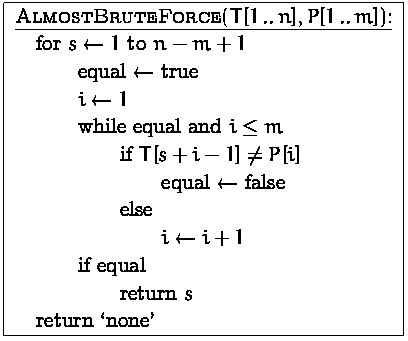 ALMOSTBRUTEFORCE(T[1 .. n], P[1 .. m]):
for s ← 1 to n − m + 1
equal ← true
i ← 1
while equal and i ≤ m
if T[s + i − 1] ≠ P[i]
equal ← false
else
i ← i + 1
if equal
return s
return ‘none’